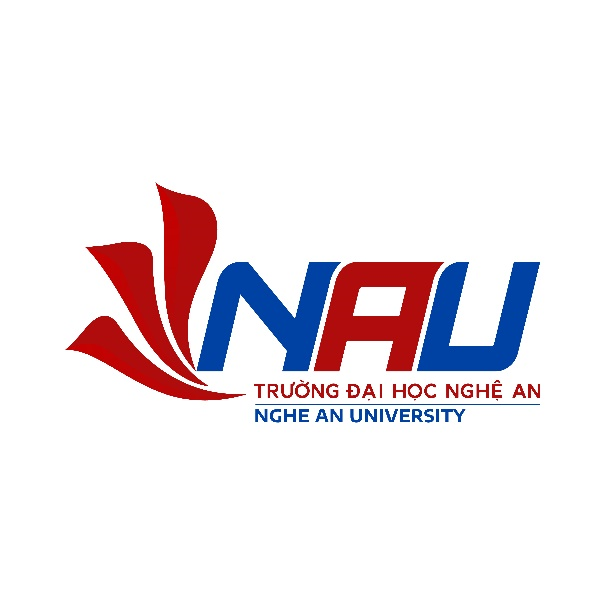 NAU
TRƯỜNG ĐẠI HỌC NGHỆ AN
NGHE AN UNIVERSITY